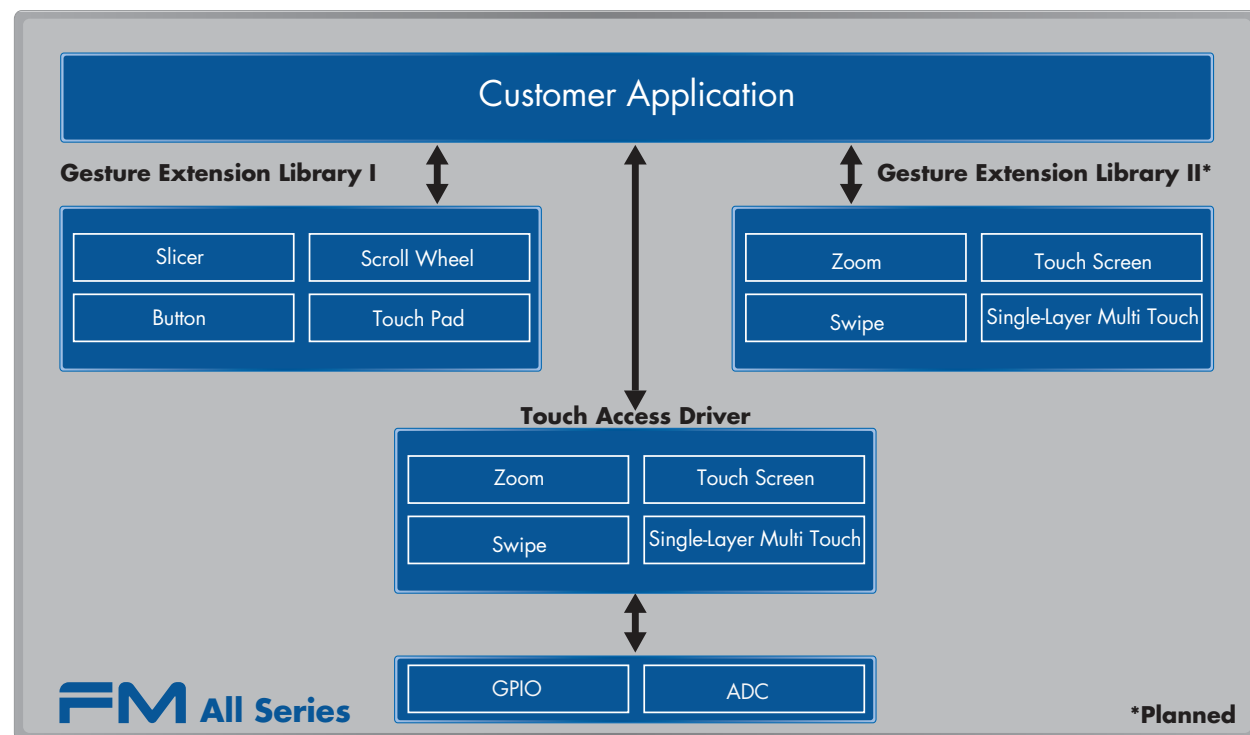 Customer Application
Gesture Extension Library I
Gesture Extension Library II*
Slicer
Scroll Wheel
Button
Touch Pad
Zoom
Touch Screen
Swipe
Single-Layer Multi Touch
Touch Access Driver
Zoom
Touch Screen
Swipe
Single-Layer Multi Touch
GPIO
ADC
FM All Series
*Planned